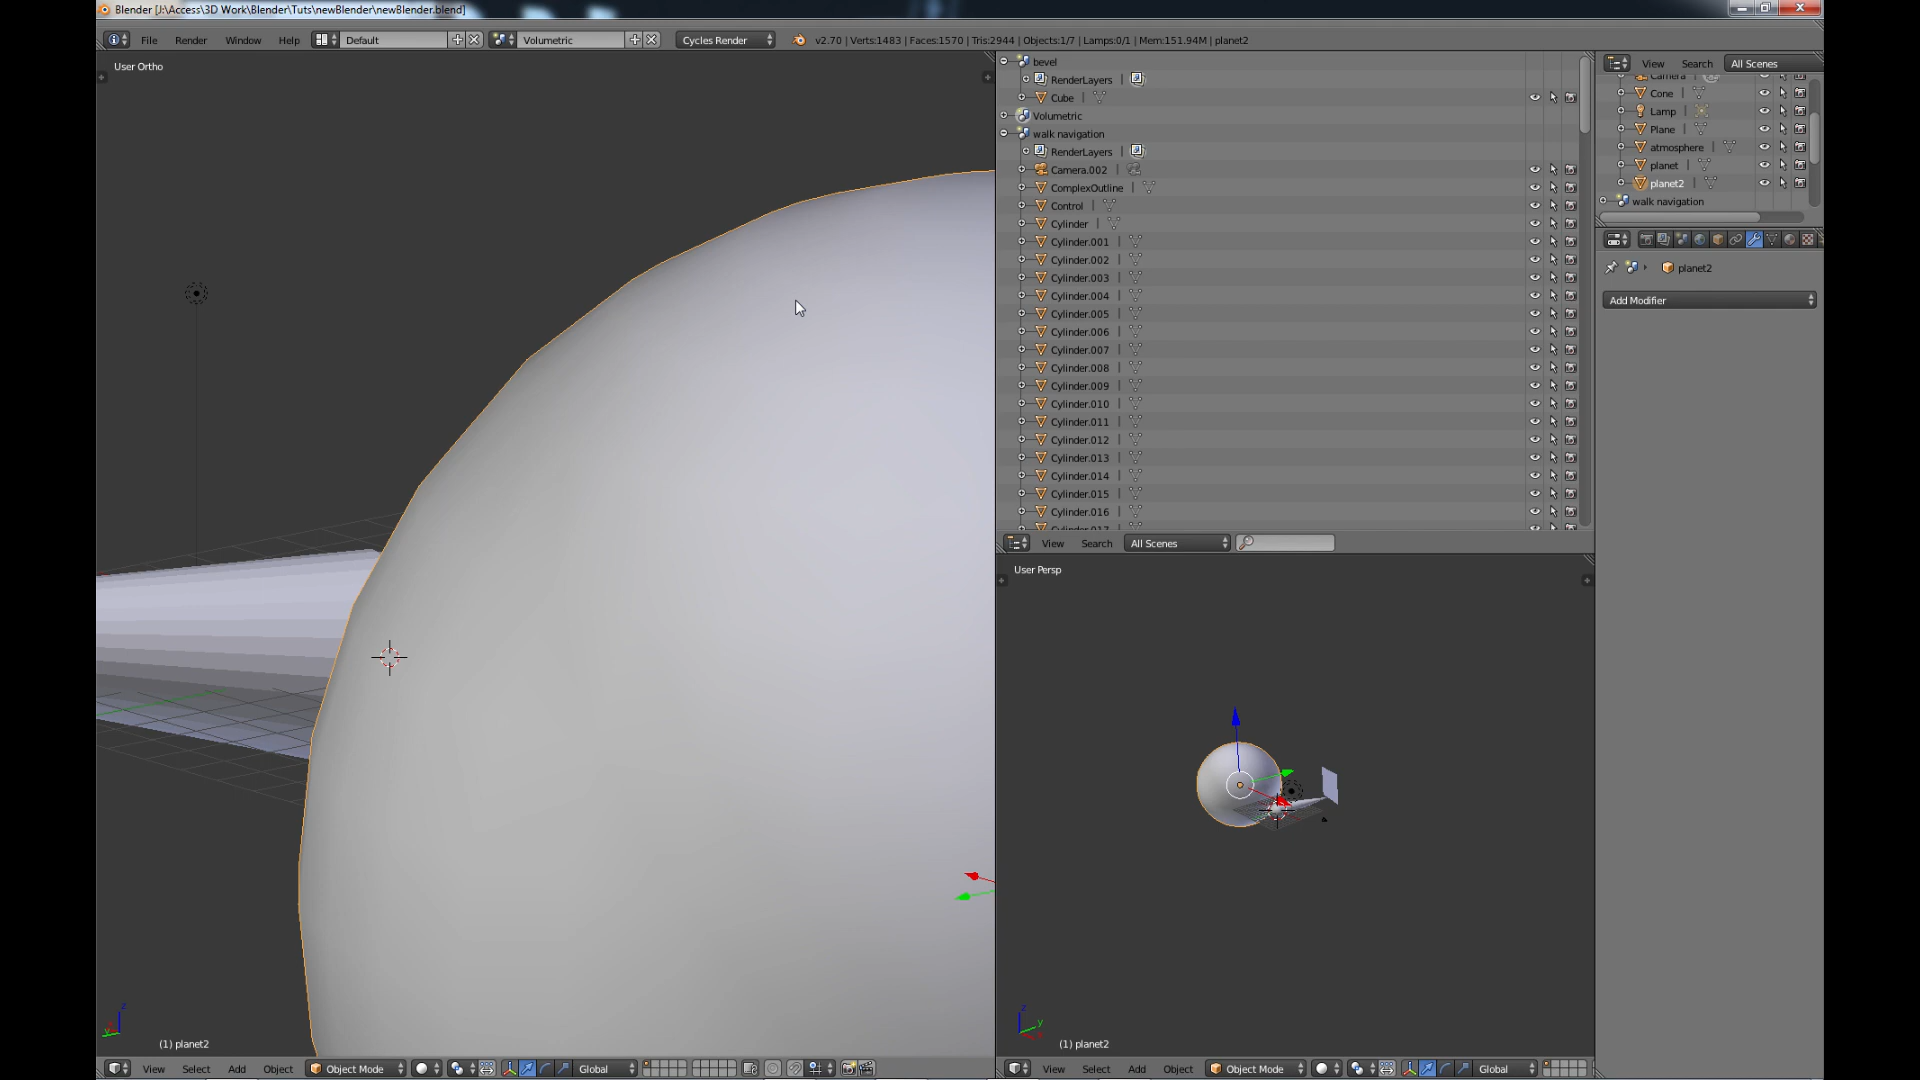 Blender [J:\Access\3D Work\Blender\Tuts\newBlender\newBlender.blend]
File Render Window Help Default Volumetric Cycles Render v2.70 | Verts:1483 | Faces:1570 | Tris:2944 | Objects:1/7 | Lamps:0/1 | Mem:151.94M | planet2
User Ortho
(1) planet2
View Select Add Object Object Mode Global
bevel
RenderLayers |
Cube |
Volumetric
walk navigation
RenderLayers |
Camera.002 |
ComplexOutline |
Control |
Cylinder |
Cylinder.001 |
Cylinder.002 |
Cylinder.003 |
Cylinder.004 |
Cylinder.005 |
Cylinder.006 |
Cylinder.007 |
Cylinder.008 |
Cylinder.009 |
Cylinder.010 |
Cylinder.011 |
Cylinder.012 |
Cylinder.013 |
Cylinder.014 |
Cylinder.015 |
Cylinder.016 |
Cylinder.017 |
View Search All Scenes
User Persp
(1) planet2
View Select Add Object Object Mode Global
View Search All Scenes
Camera |
Cone |
Lamp |
Plane |
atmosphere |
planet |
planet2 |
walk navigation
planet2
Add Modifier